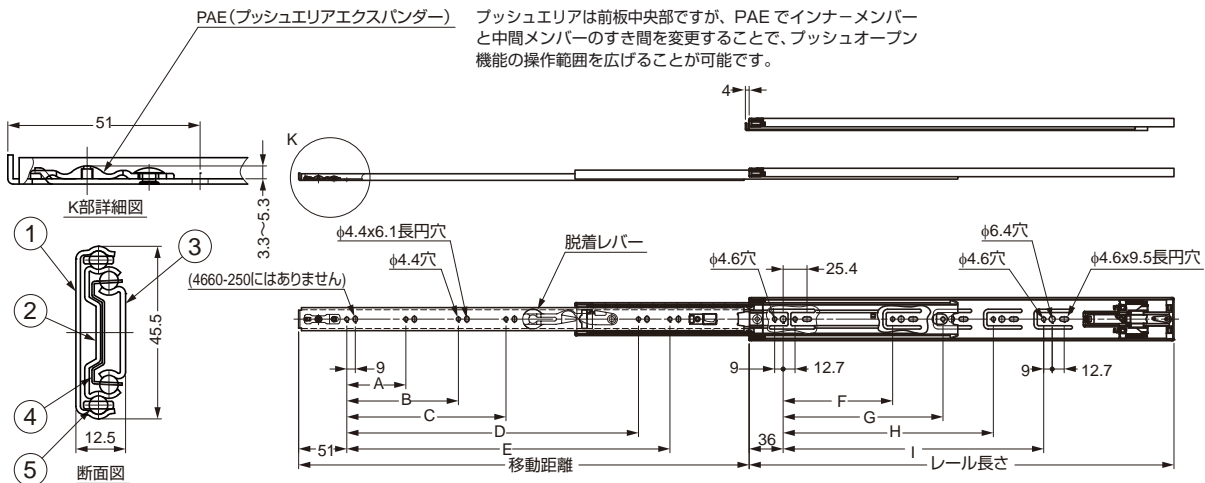 PAE（プッシュエリアエクスパンダー）
プッシュエリアは前板中央部ですが、PAE でインナーメンバー
と中間メンバーのすき間を変更することで、プッシュオープン
機能の操作範囲を広げることが可能です。
4
51
K
3.3〜5.3
K部詳細図
φ4.4x6.1長円穴
φ4.4穴
脱着レバー
(4660-250にはありません)
φ4.6穴
25.4
φ6.4穴
φ4.6穴
φ4.6x9.5長円穴
1
3
2
4
5
45.5
12.5
断面図
9
A
B
C
D
E
51
移動距離
9
12.7
9
12.7
F
G
H
I
36
レール長さ